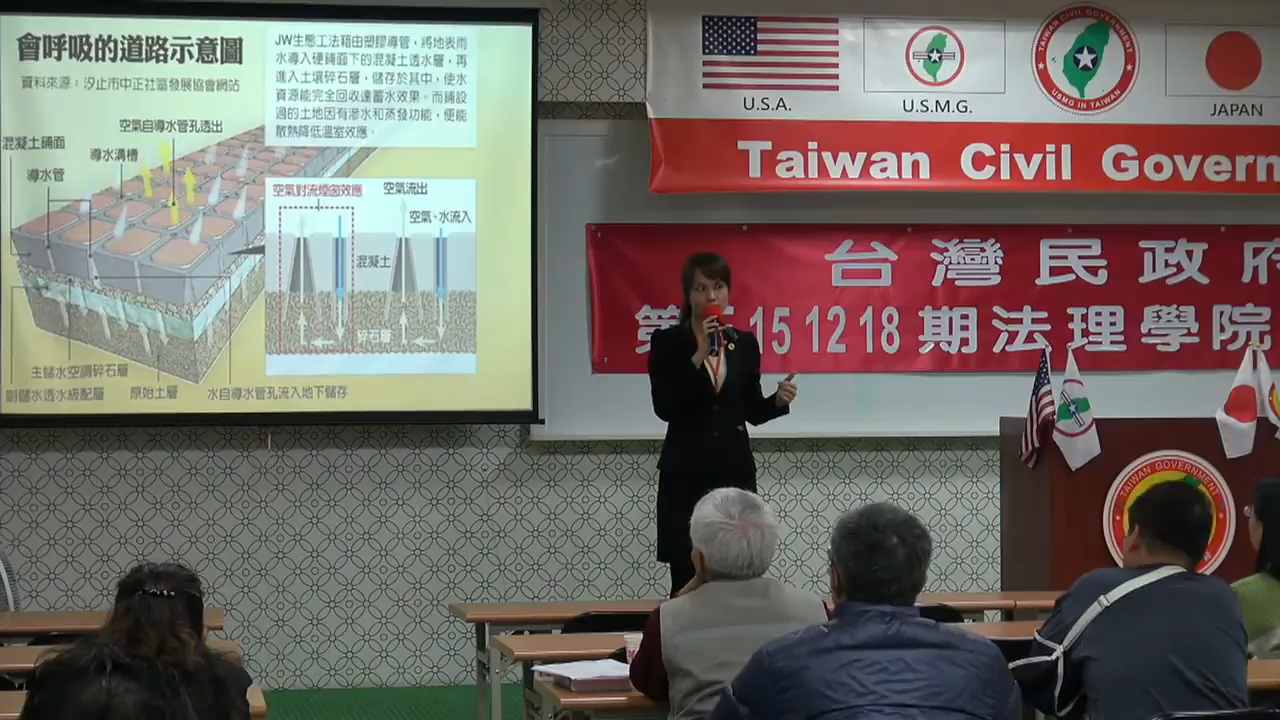 會呼吸的道路示意圖
資料來源：汐止市中正社區發展協會網站
JW生態工法藉由塑膠導管，將地表雨
水導入硬鋪面下的混凝土透水層，再
進入土壤碎石層，儲存於其中，使水
資源能完全回收達蓄水效果。而鋪設
過的土地因有滲水和蒸發功能，便能
散熱降低溫室效應。
空氣自導水管孔透出
混凝土鋪面
導水溝槽
導水管
空氣對流煙囪效應
空氣流出
空氣、水流入
混凝土
碎石層
主儲水空調碎石層
副儲水透水級配層
原始土層
水自導水管孔流入地下儲存
U.S.A.
U.S.M.G.
TAIWAN CIVIL GOVERNMENT
USMG IN TAIWAN
JAPAN
Taiwan Civil Govern
台灣民政府
第 15 12 18 期法理學院
TAIWAN GOVERNMENT